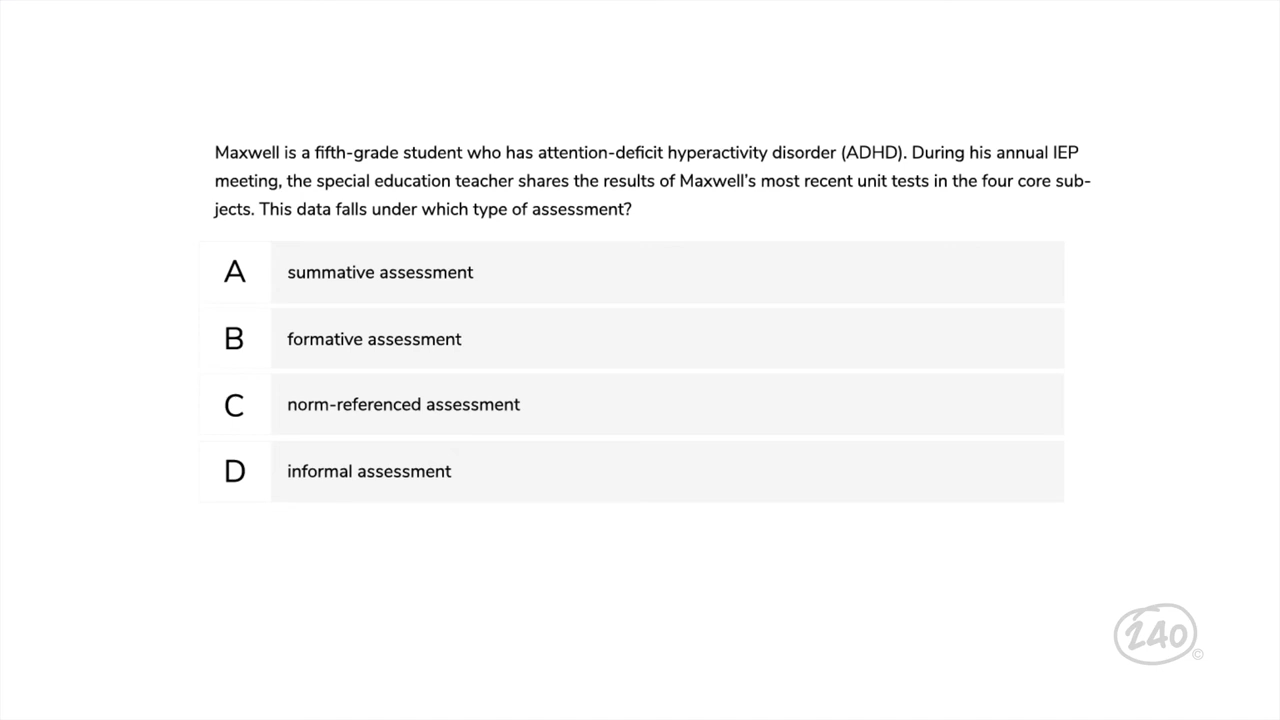 Maxwell is a fifth-grade student who has attention-deficit hyperactivity disorder (ADHD). During his annual IEP
meeting, the special education teacher shares the results of Maxwell's most recent unit tests in the four core sub-
jects. This data falls under which type of assessment?
A summative assessment
B formative assessment
C norm-referenced assessment
D informal assessment
240 ©